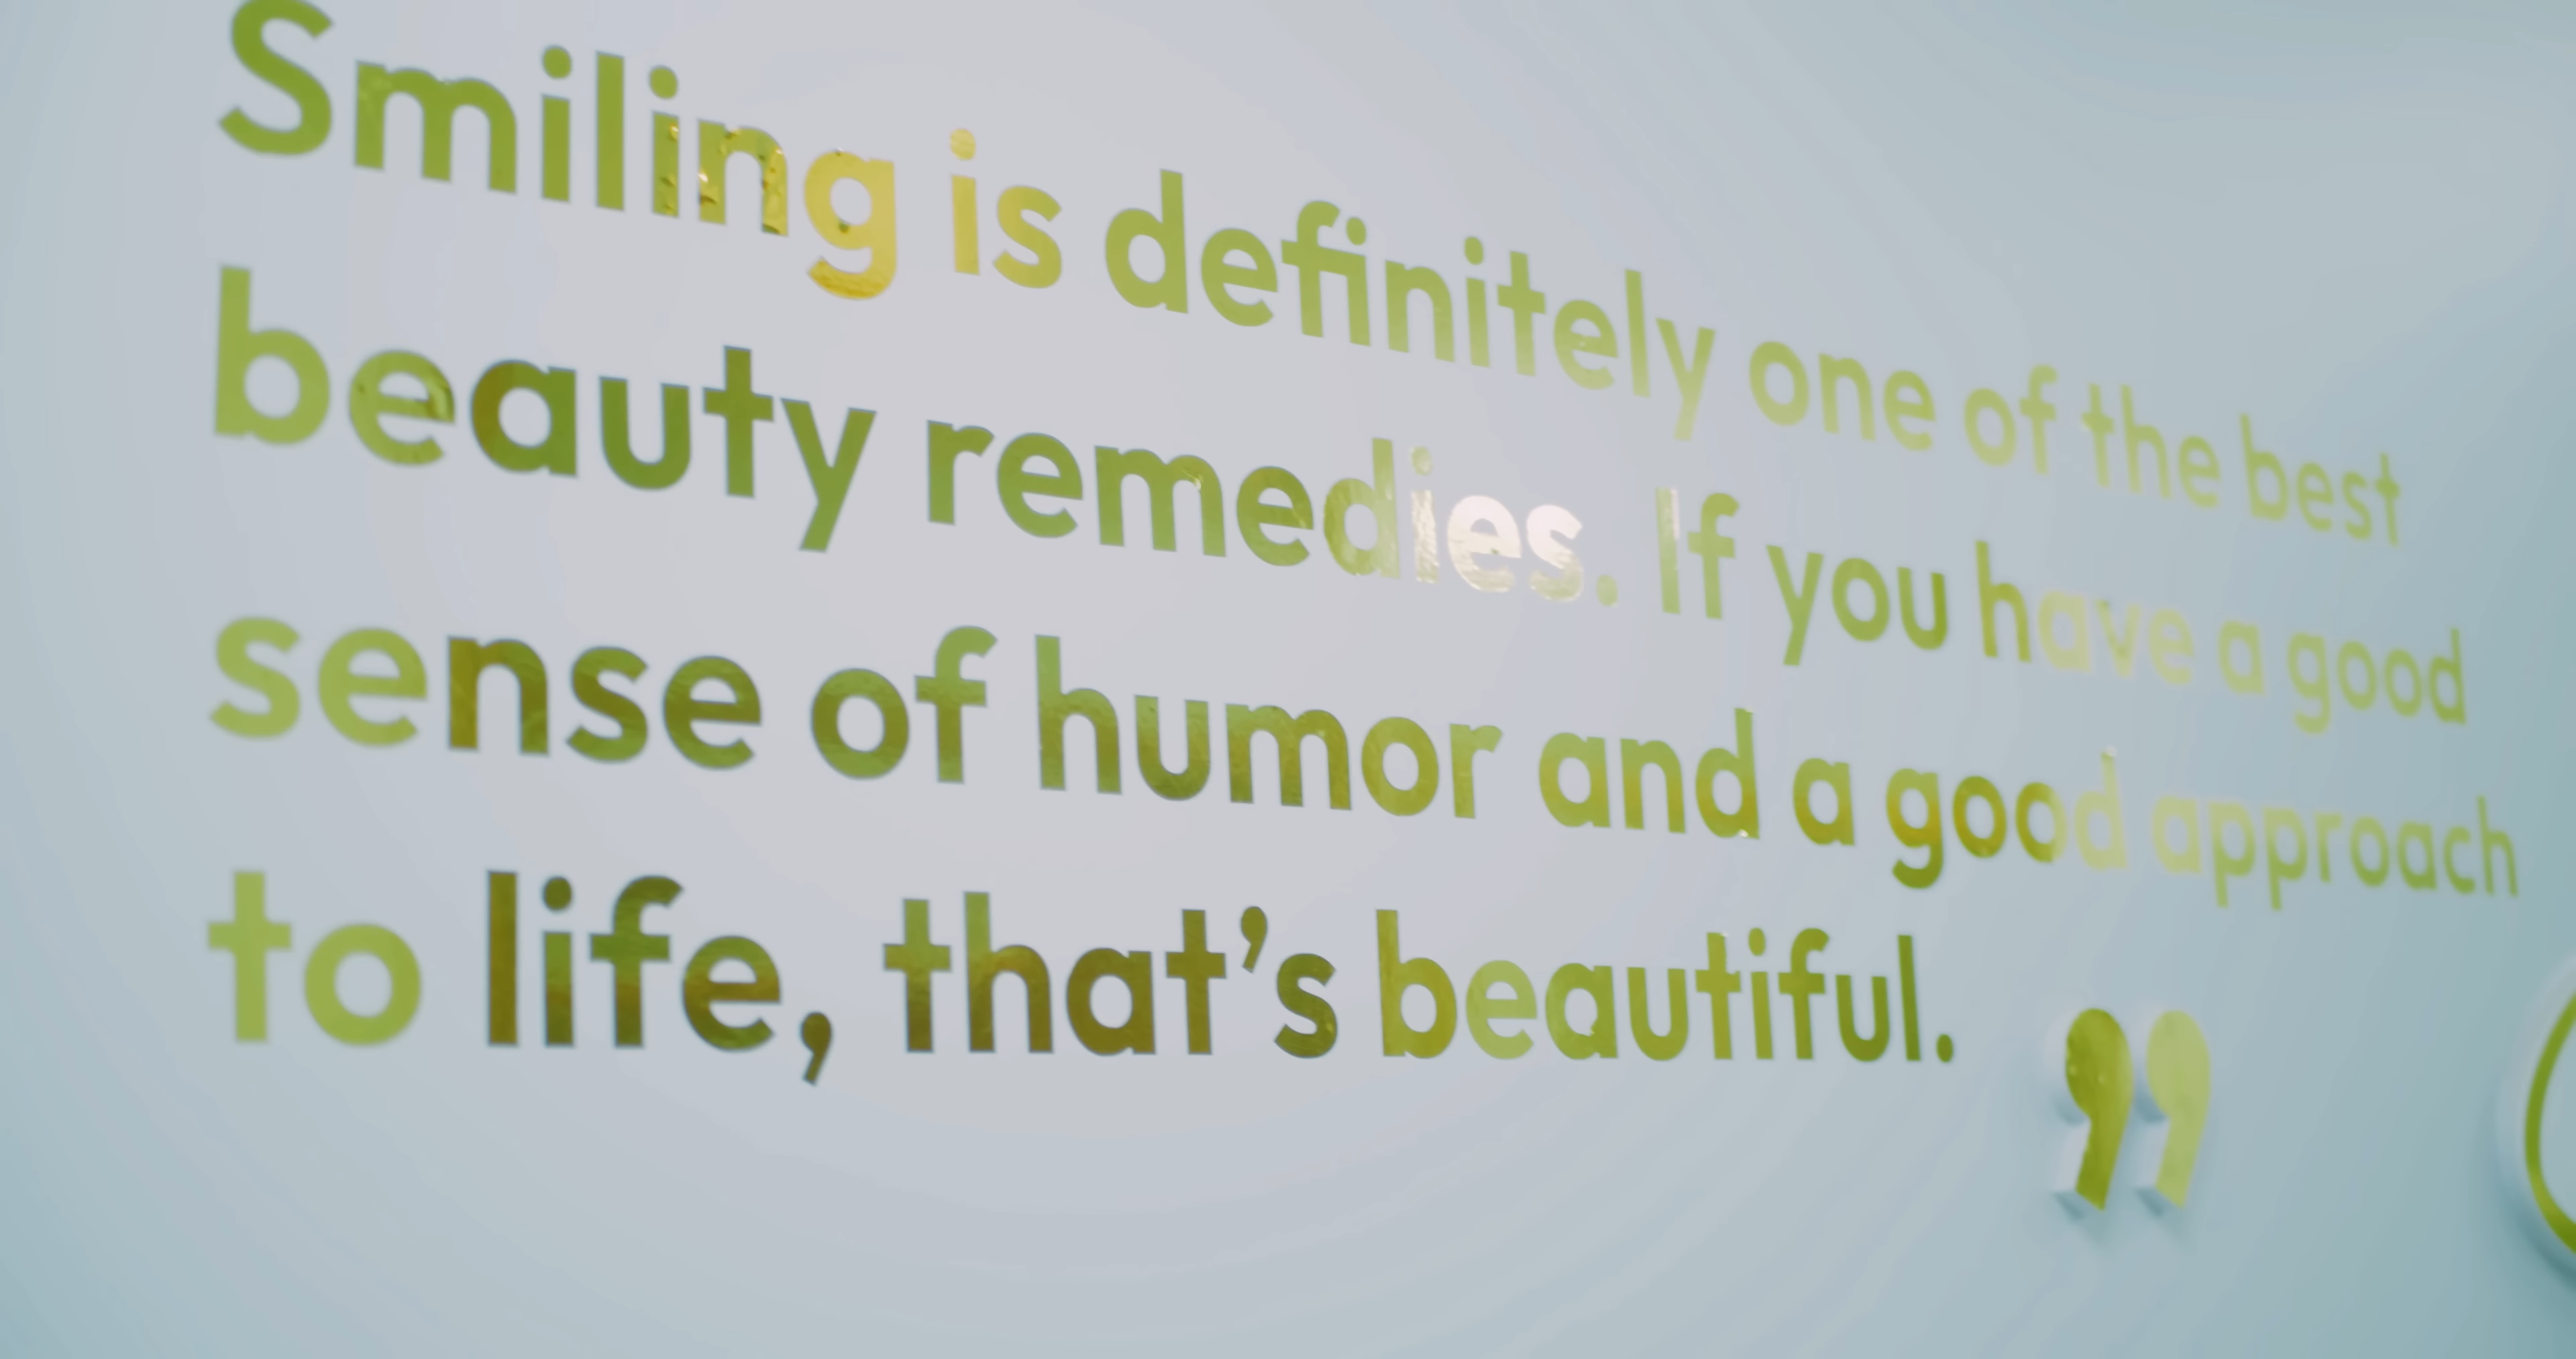 Smiling is definitely one of the best
beauty remedies. If you have a good
sense of humor and a good approach
to life, that’s beautiful.
”